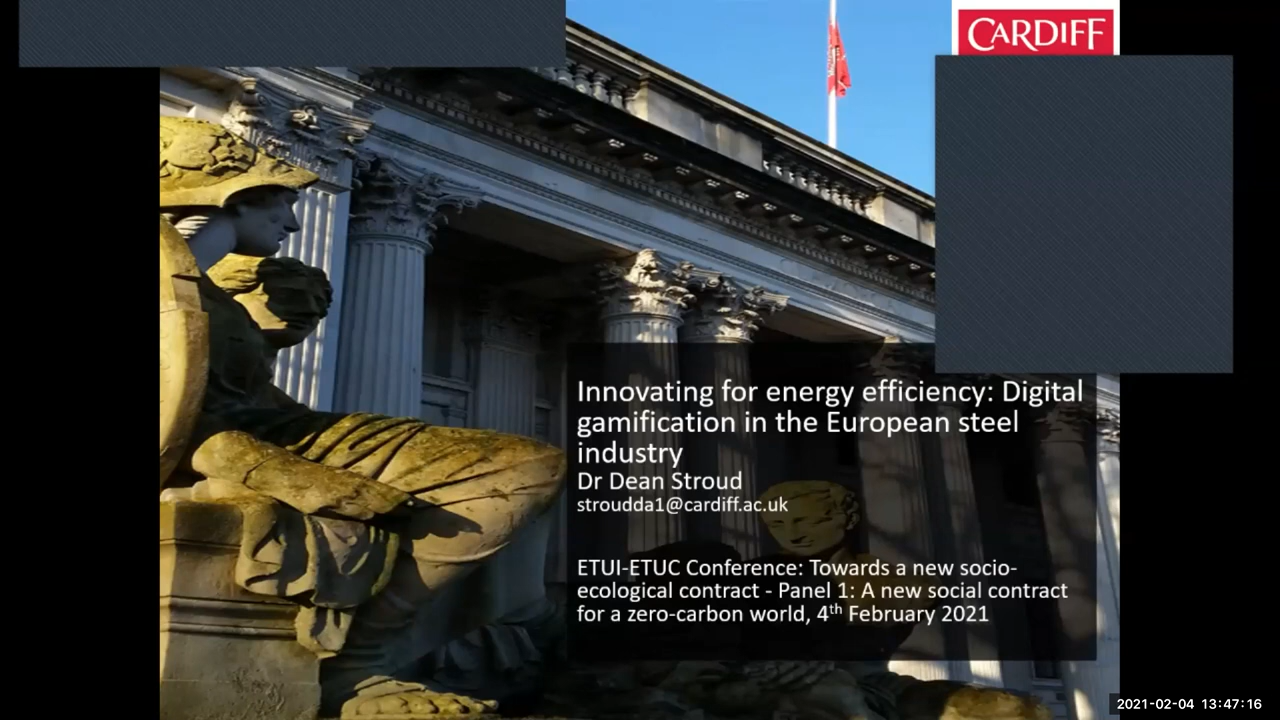 CARDIFF
Innovating for energy efficiency: Digital
gamification in the European steel
industry
Dr Dean Stroud
stroudda1@cardiff.ac.uk
ETUI-ETUC Conference: Towards a new socio-
ecological contract - Panel 1: A new social contract
for a zero-carbon world, 4th February 2021
2021-02-04 13:47:16